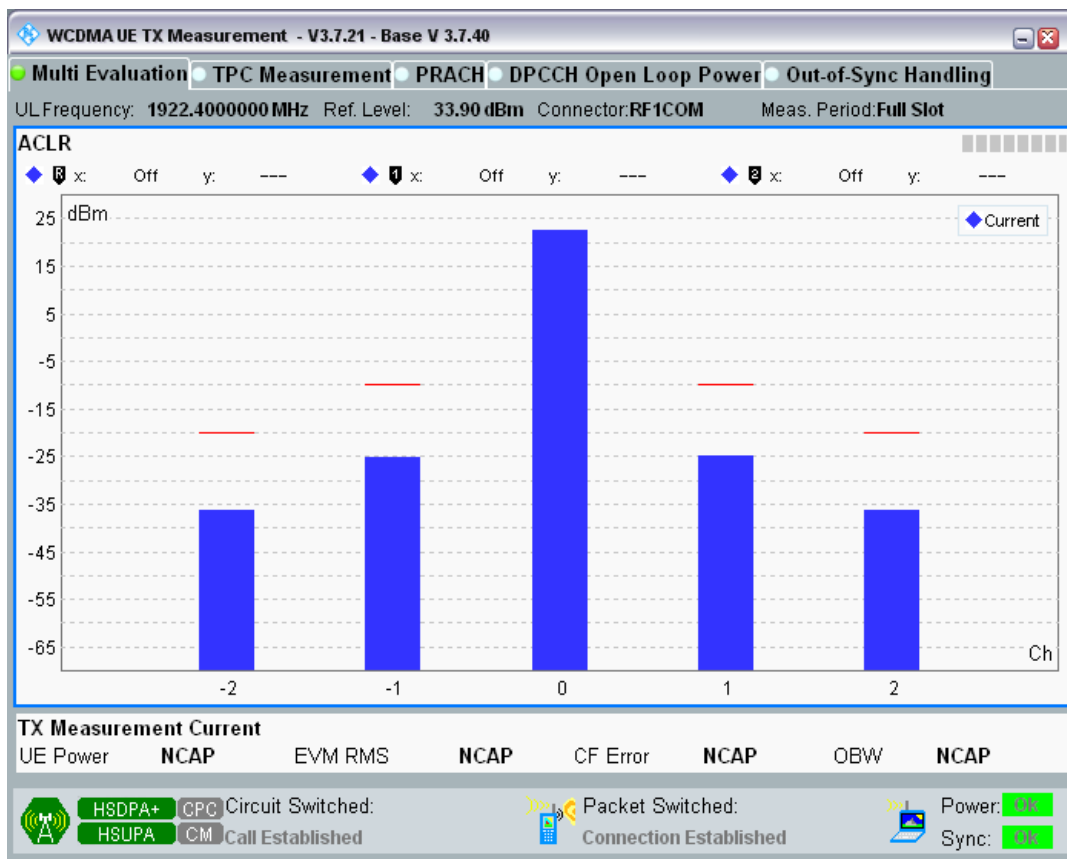 WCDMA UE TX Measurement - V3.7.21 - Base V 3.7.40
Multi Evaluation TPC Measurement PRACH DPCCH Open Loop Power Out-of-Sync Handling
UL Frequency: 1922.4000000 MHz Ref. Level: 33.90 dBm Connector:RF1COM Meas. Period:Full Slot
ACLR
R x: Off y: --- 1 x: Off y: --- 2 x: Off y: ---
dBm
Current
25
15
5
-5
-15
-25
-35
-45
-55
-65
Ch
-2 -1 0 1 2
TX Measurement Current
UE Power NCAP EVM RMS NCAP CF Error NCAP OBW NCAP
HSDPA+ CPC Circuit Switched: Packet Switched: Power: OK
HSUPA CM Call Established Connection Established Sync: OK